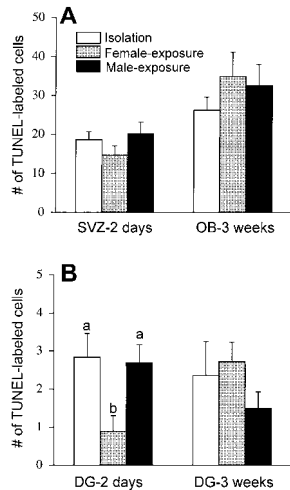 A
50
40
30
20
10
0
# of TUNEL-labeled cells
Isolation
Female-exposure
Male-exposure
SVZ-2 days
OB-3 weeks
B
5
4
3
2
1
0
# of TUNEL-labeled cells
a
b
a
DG-2 days
DG-3 weeks